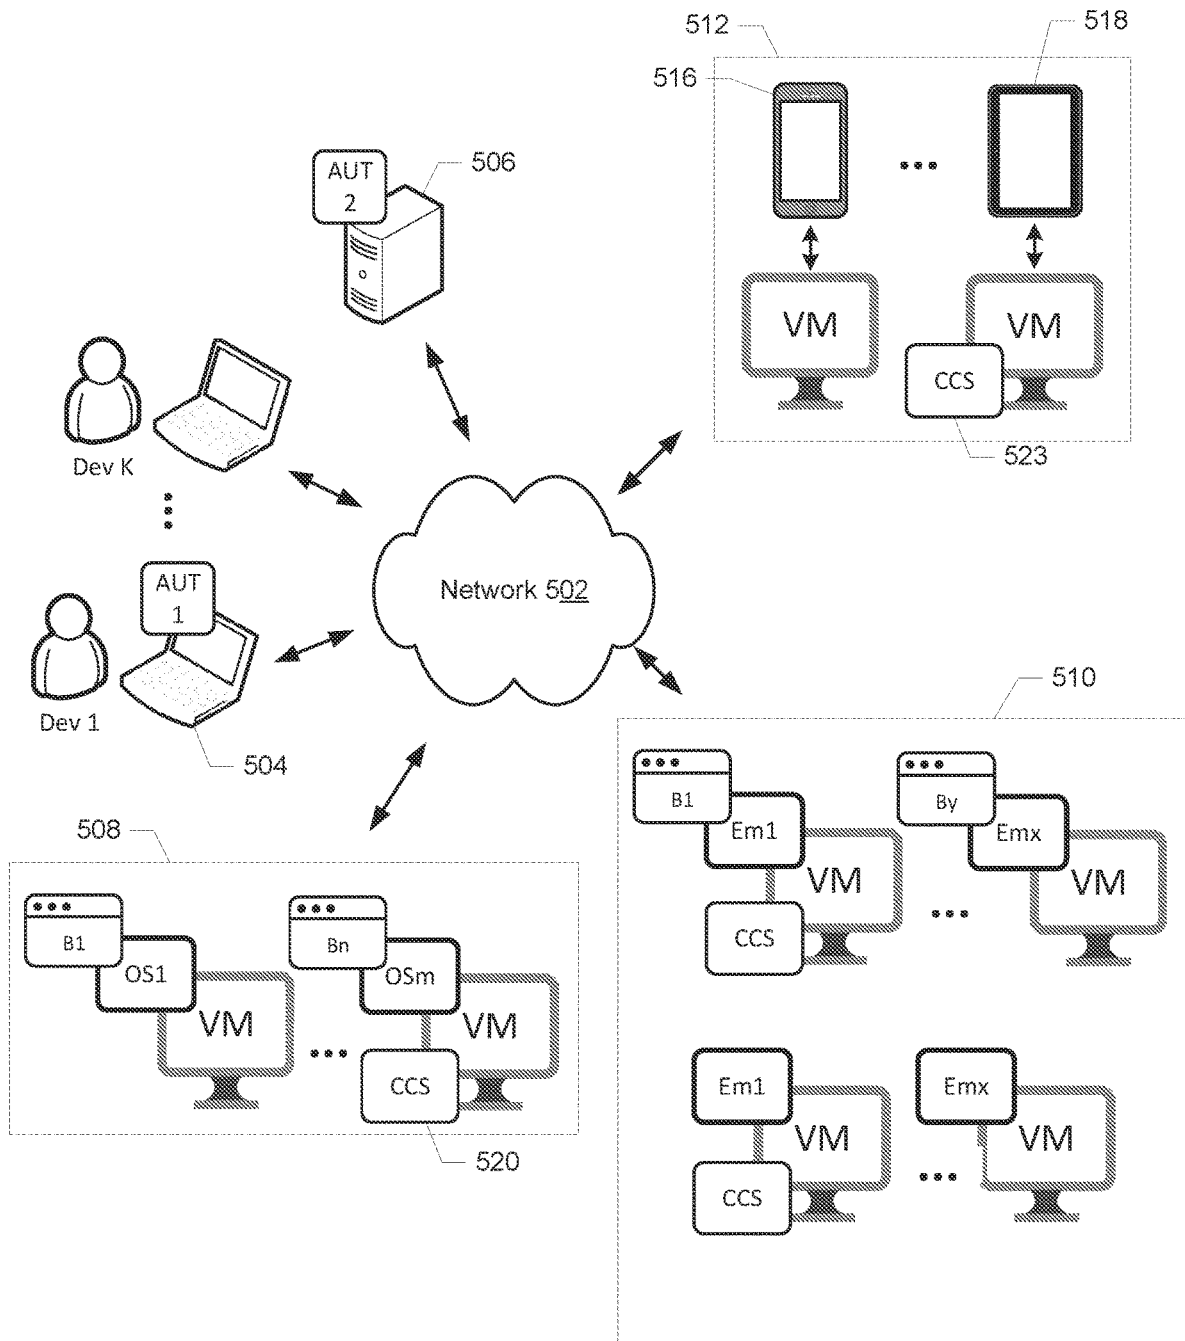 512
518
516
AUT
2
506
VM
VM
CCS
523
Dev K
Network 502
AUT
1
Dev 1
504
510
B1
Em1
VM
CCS
By
Emx
VM
508
B1
OS1
VM
Bn
OSm
VM
CCS
520
Em1
VM
CCS
Emx
VM